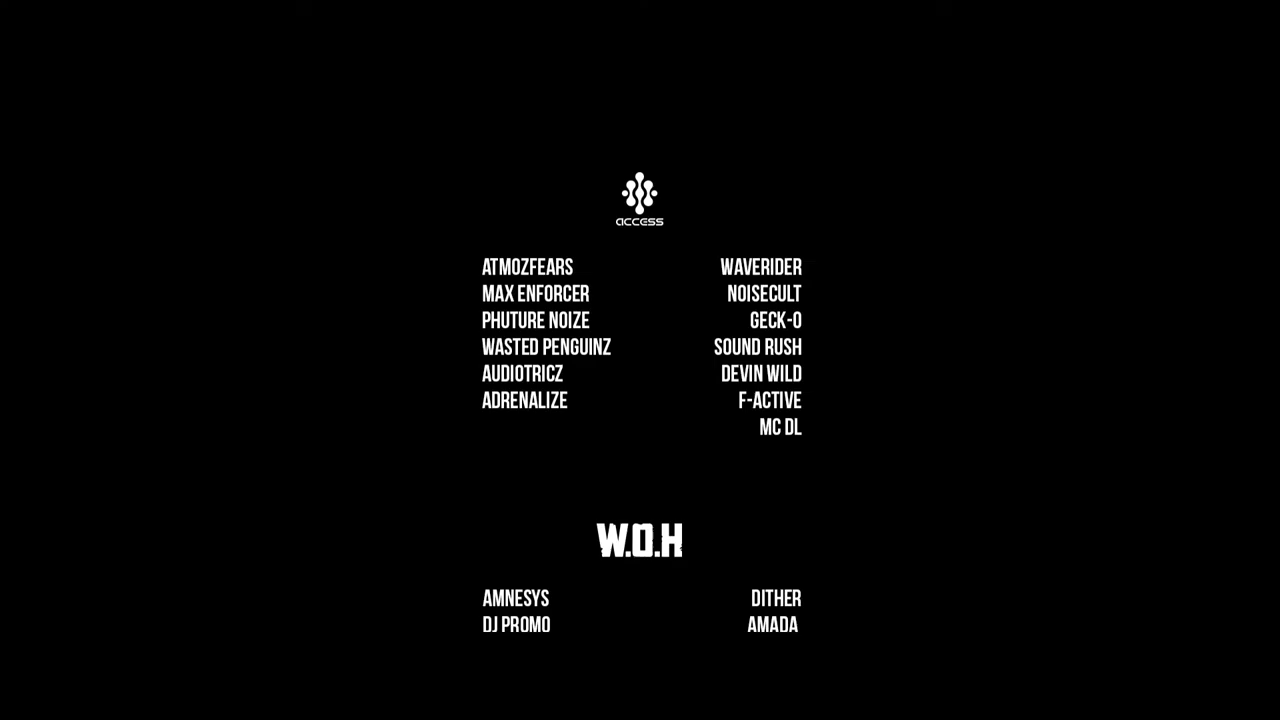 access
ATMOZFEARS WAVERIDER
MAX ENFORCER NOISECULT
PHUTURE NOIZE GECK-O
WASTED PENGUINZ SOUND RUSH
AUDIOTRICZ DEVIN WILD
ADRENALIZE F-ACTIVE
MC DL
W.O.H
AMNESYS DITHER
DJ PROMO AMADA